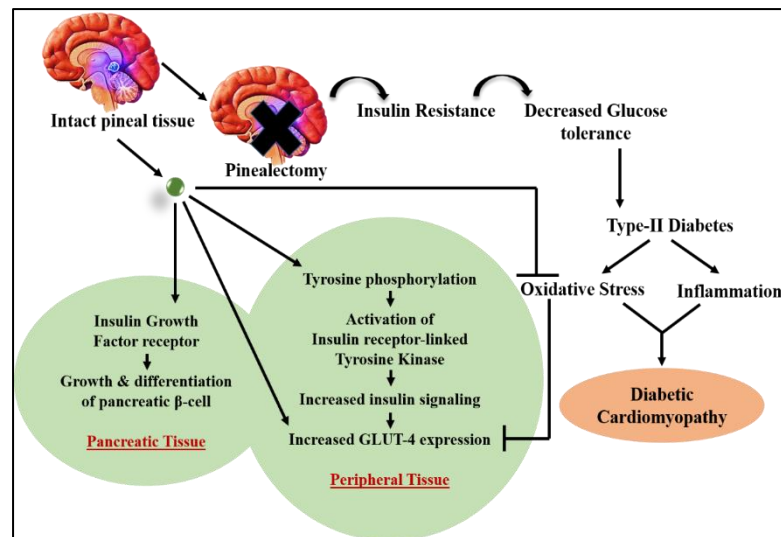 Intact pineal tissue
Pinealectomy
Insulin Resistance
Decreased Glucose
tolerance
Type-II Diabetes
Oxidative Stress
Inflammation
Diabetic
Cardiomyopathy
Tyrosine phosphorylation
Activation of
Insulin receptor-linked
Tyrosine Kinase
Increased insulin signaling
Increased GLUT-4 expression
Peripheral Tissue
Insulin Growth
Factor receptor
Growth & differentiation
of pancreatic β-cell
Pancreatic Tissue